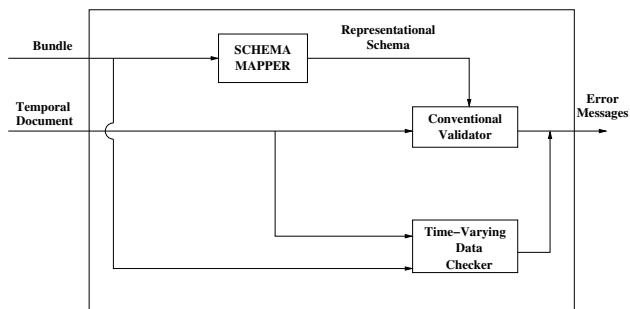 Bundle
SCHEMA
MAPPER
Representational
Schema
Temporal
Document
Conventional
Validator
Error
Messages
Time-Varying
Data
Checker